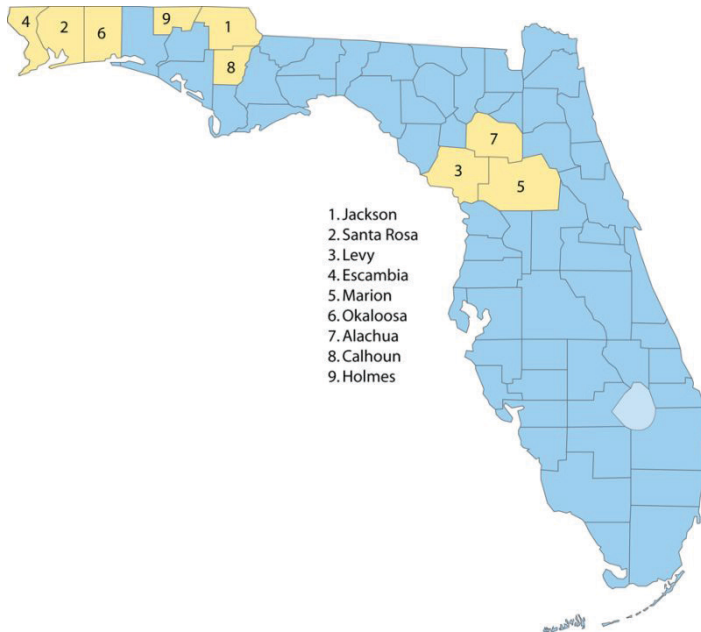 4
2
6
9
1
8
7
3
5
1. Jackson
2. Santa Rosa
3. Levy
4. Escambia
5. Marion
6. Okaloosa
7. Alachua
8. Calhoun
9. Holmes